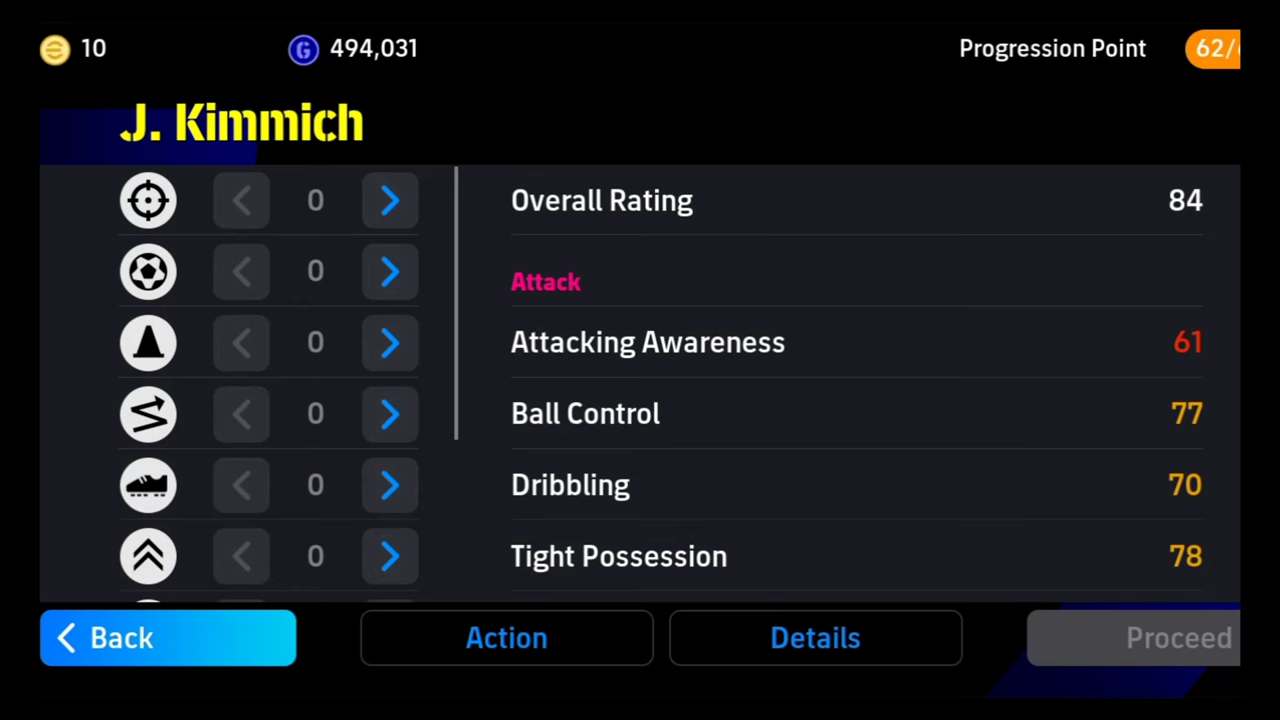 10
494,031
Progression Point
62/
J. Kimmich
0
0
0
0
0
0
Overall Rating 84
Attack
Attacking Awareness 61
Ball Control 77
Dribbling 70
Tight Possession 78
Back
Action
Details
Proceed